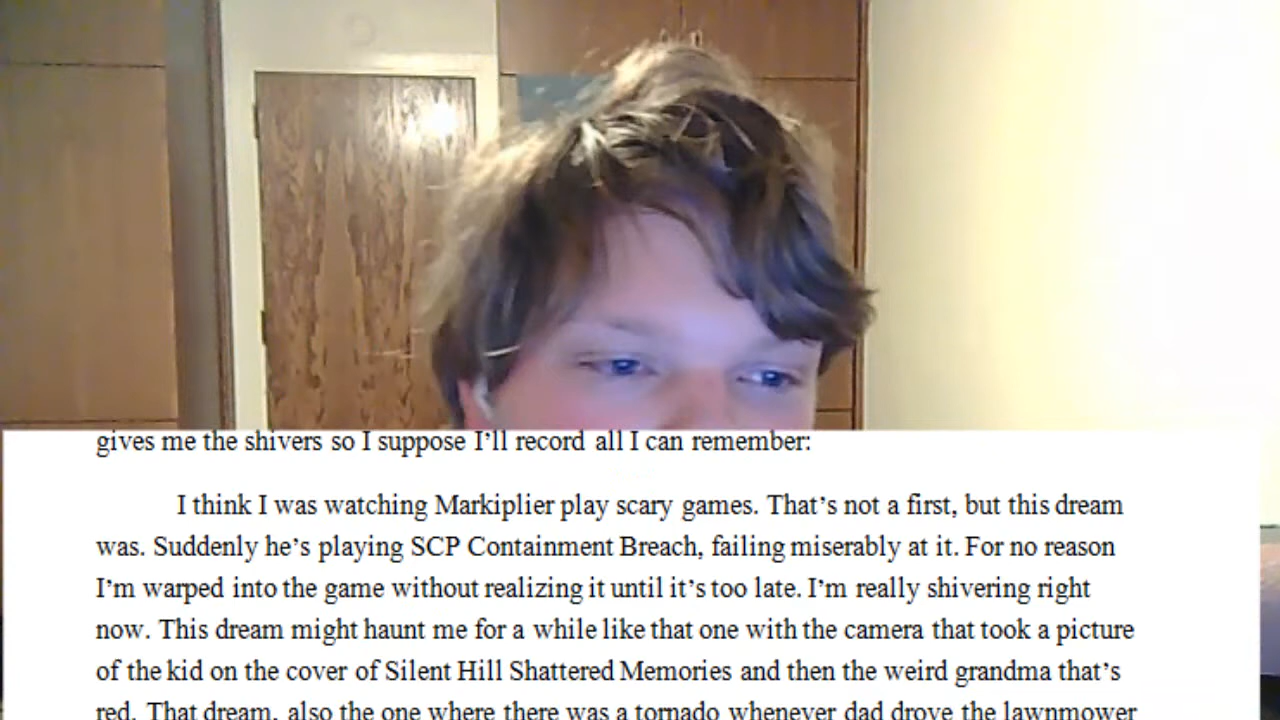 gives me the shivers so I suppose I’ll record all I can remember:
I think I was watching Markiplier play scary games. That’s not a first, but this dream
was. Suddenly he’s playing SCP Containment Breach, failing miserably at it. For no reason
I’m warped into the game without realizing it until it’s too late. I’m really shivering right
now. This dream might haunt me for a while like that one with the camera that took a picture
of the kid on the cover of Silent Hill Shattered Memories and then the weird grandma that’s
red. That dream, also the one where there was a tornado whenever dad drove the lawnmower